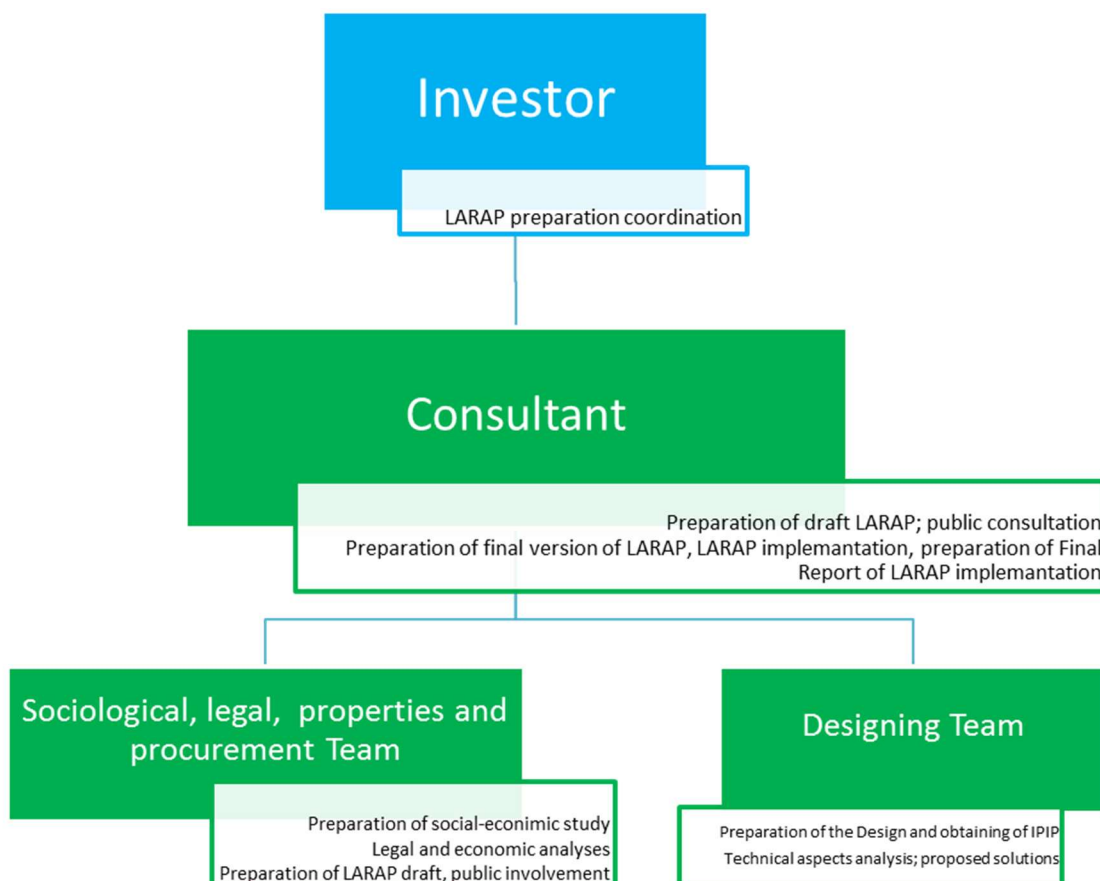 Investor
LARAP preparation coordination
Consultant
Preparation of draft LARAP; public consultation
Preparation of final version of LARAP, LARAP implemantation, preparation of Final
Report of LARAP implemantation
Sociological, legal, properties and
procurement Team
Preparation of social-econimic study
Legal and economic analyses
Preparation of LARAP draft, public involvement
Designing Team
Preparation of the Design and obtaining of IPIP
Technical aspects analysis; proposed solutions